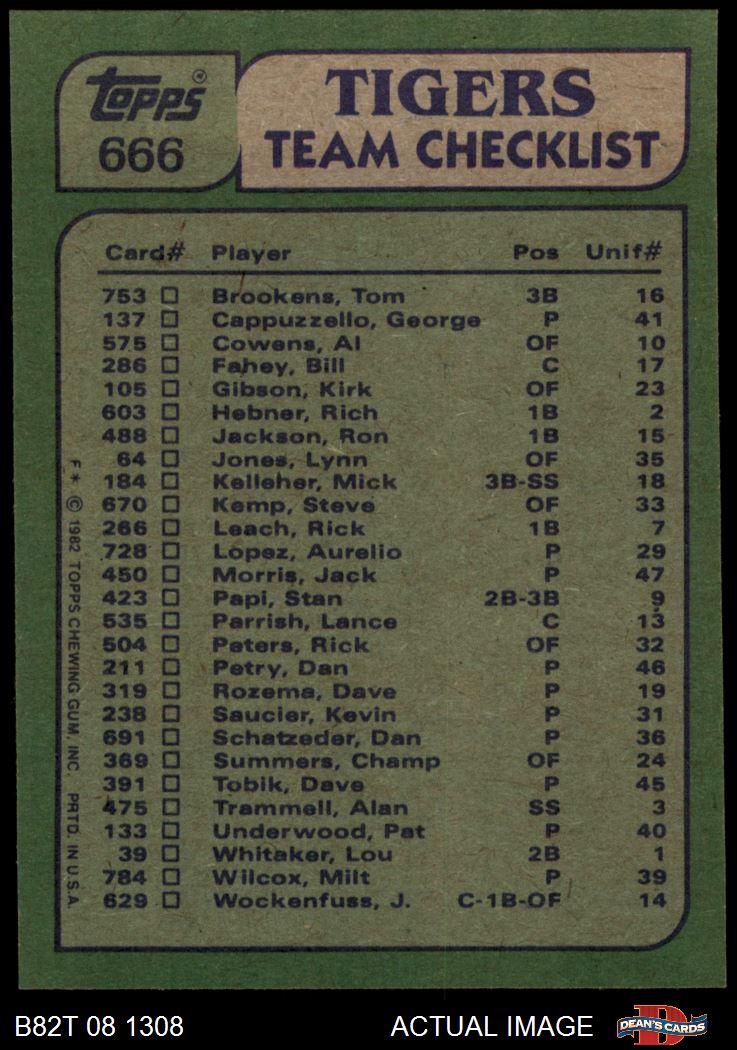 Topps® TIGERS
666 TEAM CHECKLIST
Card# Player Pos Unif#
753 □ Brookens, Tom 3B 16
137 □ Cappuzzello, George P 41
575 □ Cowens, Al OF 10
286 □ Fahey, Bill C 17
105 □ Gibson, Kirk OF 23
603 □ Hebner, Rich 1B 2
488 □ Jackson, Ron 1B 15
64 □ Jones, Lynn OF 35
184 □ Kelleher, Mick 3B-SS 18
670 □ Kemp, Steve OF 33
266 □ Leach, Rick 1B 7
728 □ Lopez, Aurelio P 29
450 □ Morris, Jack P 47
423 □ Papi, Stan 2B-3B 9
535 □ Parrish, Lance C 13
504 □ Peters, Rick OF 32
211 □ Petry, Dan P 46
319 □ Rozema, Dave P 19
238 □ Saucier, Kevin P 31
691 □ Schatzeder, Dan P 36
369 □ Summers, Champ OF 24
391 □ Tobik, Dave P 45
475 □ Trammell, Alan SS 3
133 □ Underwood, Pat P 40
39 □ Whitaker, Lou 2B 1
784 □ Wilcox, Milt P 39
629 □ Wockenfuss, J. C-1B-OF 14
F * © 1982 TOPPS CHEWING GUM, INC. PRTD. IN U.S.A.
B82T 08 1308 ACTUAL IMAGE D DEAN'S CARDS